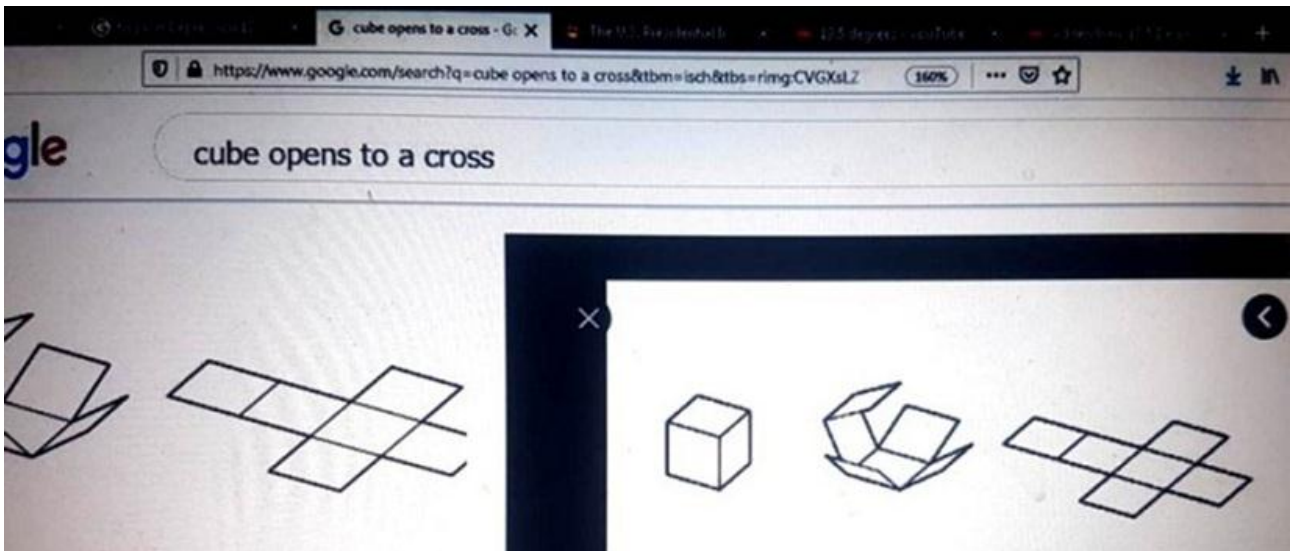 G cube opens to a cross - Go X
https://www.google.com/search?q=cube opens to a cross&tbm=isch&tbs=rimg:CVGXsLZ
160%
gle
cube opens to a cross